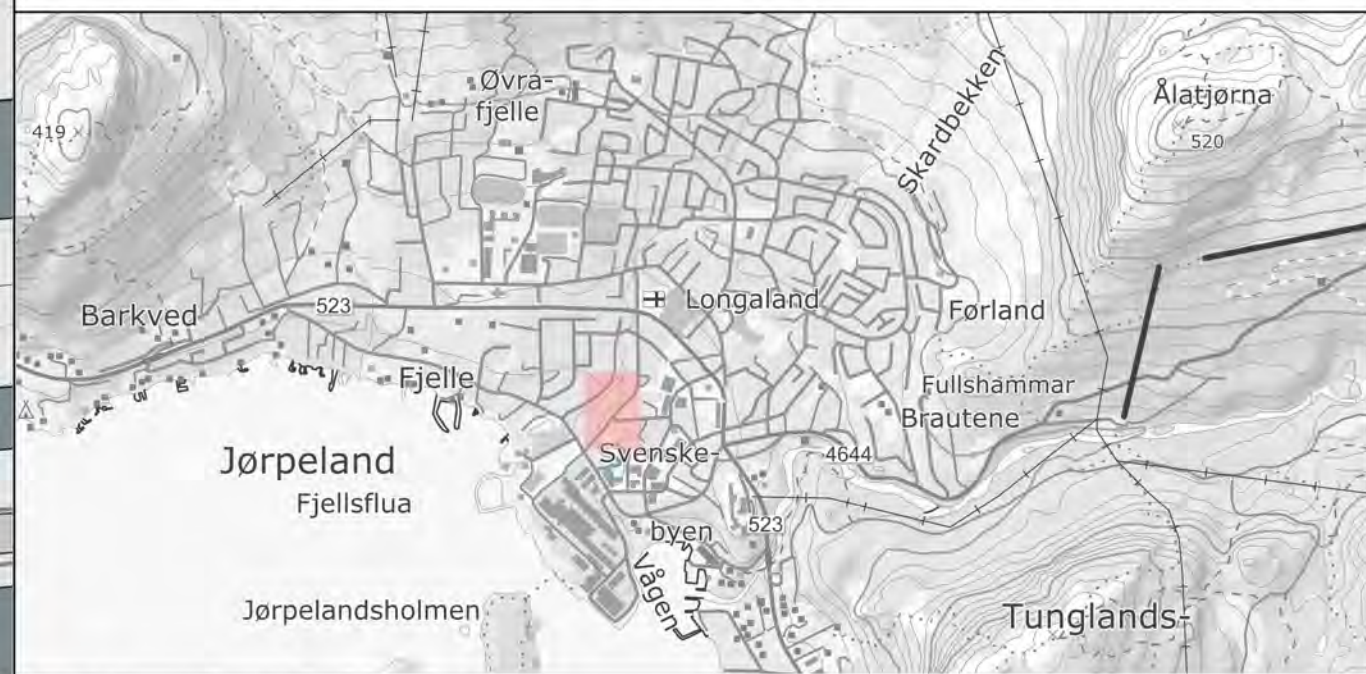 Øvra-
fjelle
Ålatjørna
419
520
Skardbekken
Barkved
523
Longaland
Førland
Fjelle
Fullshammar
Brautene
Jørpeland
Svenske-
4644
Fjellsflua
byen
523
Vågen
Jørpelandsholmen
Tunglands-